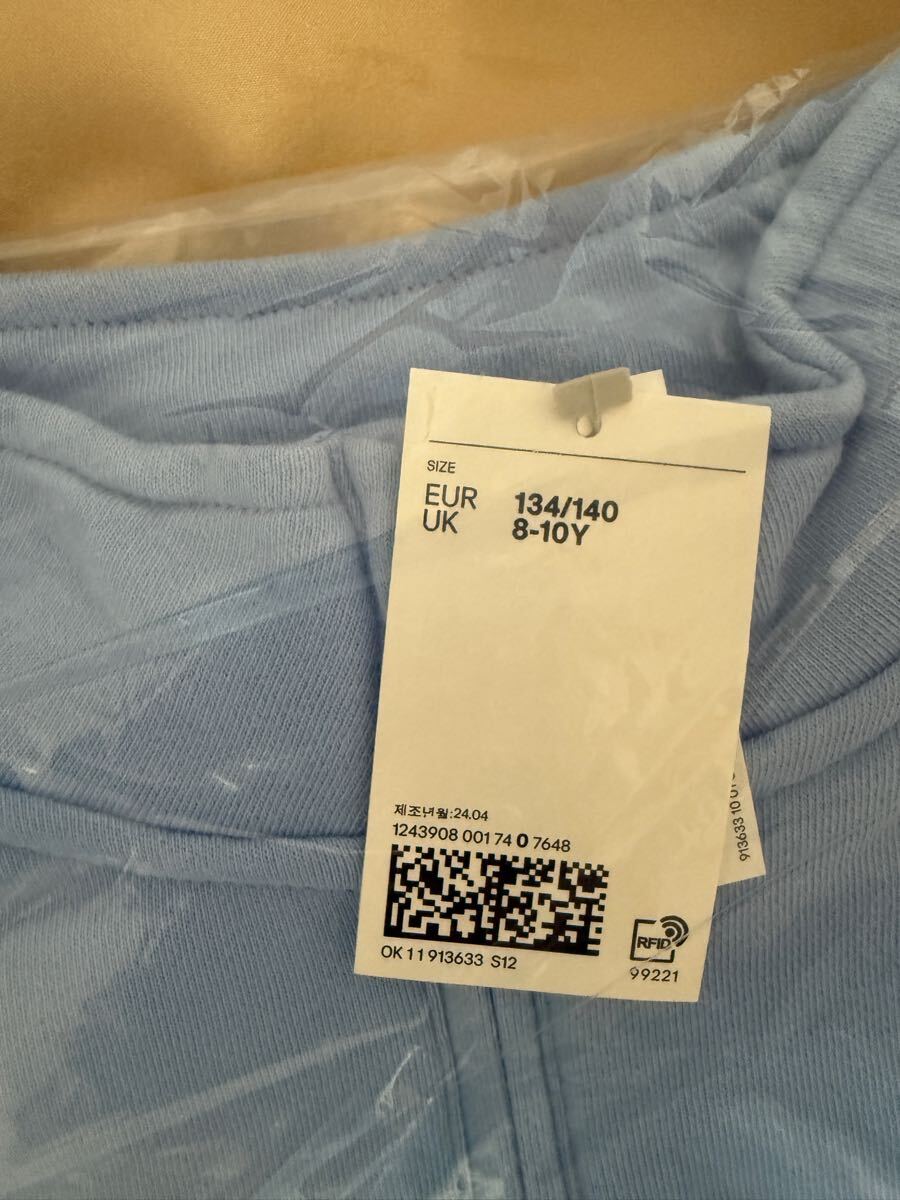 SIZE
EUR 134/140
UK 8-10Y
제조년월:24.04
1243908 001 74 0 7648
OK 11 913633 S12
RFID
99221
913633 10